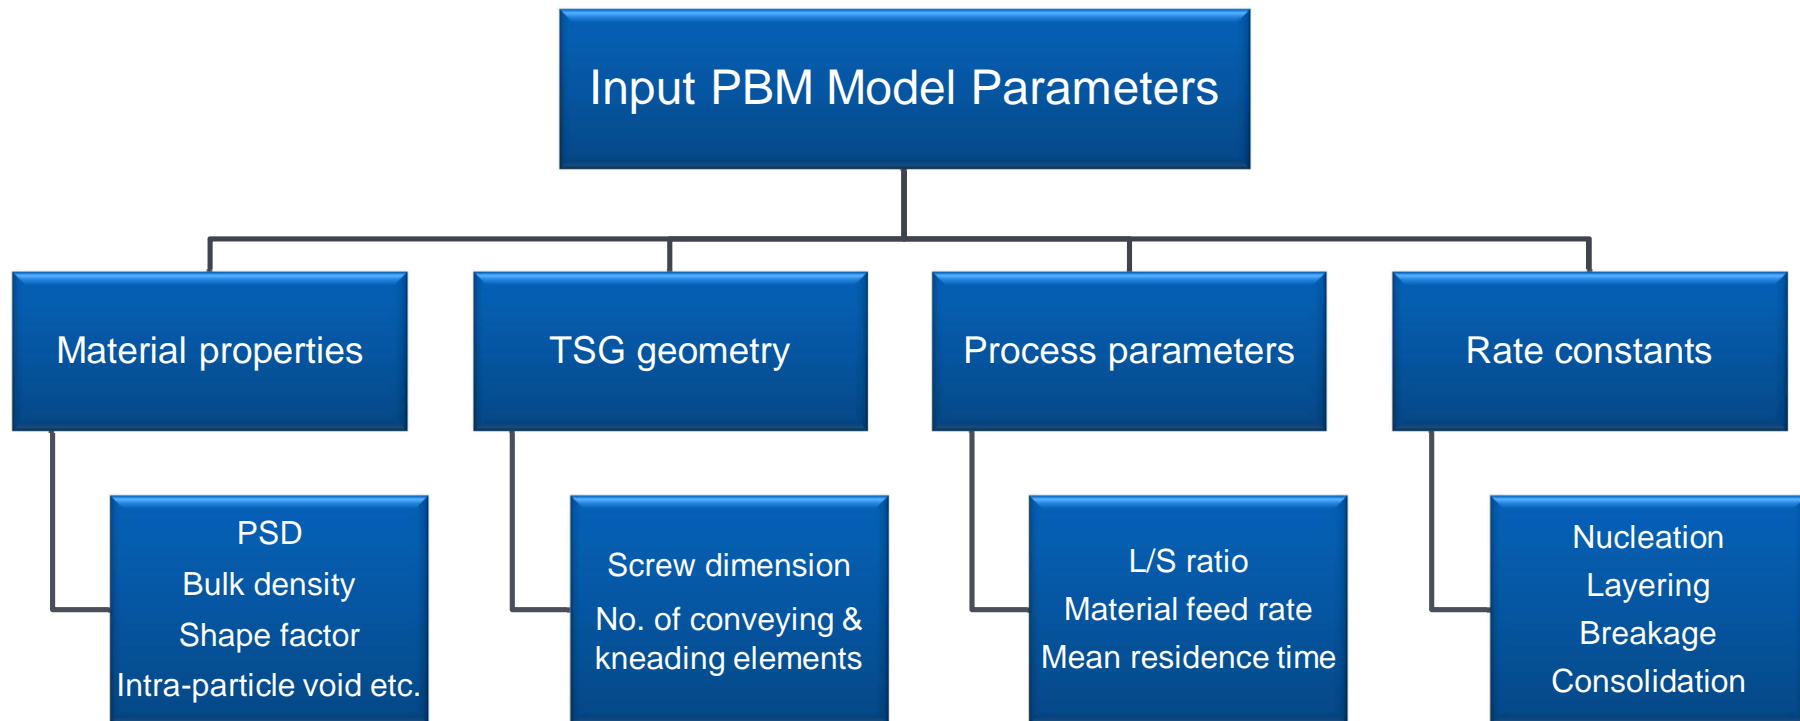 Input PBM Model Parameters
Material properties
TSG geometry
Process parameters
Rate constants
PSD
Bulk density
Shape factor
Intra-particle void etc.
Screw dimension
No. of conveying &
kneading elements
L/S ratio
Material feed rate
Mean residence time
Nucleation
Layering
Breakage
Consolidation